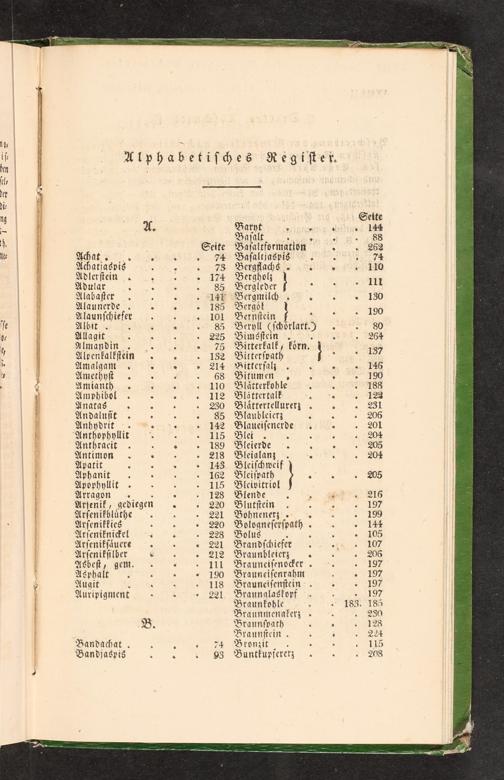 Alphabetisches Register.
A.
Seite
Achat . . . . 74
Achatjaspis . . . 73
Adlerstein . . . . 174
Adular . . . . 85
Alabaster . . . . 141
Alaunerde . . . . 185
Alaunschiefer . . . 101
Albit . . . . 85
Allagit . . . . 225
Almandin . . . . 75
Alpenkalkstein . . . 132
Amalgam . . . . 214
Amethyst . . . . 68
Amianth . . . . 110
Amphibol . . . . 112
Anatas . . . . 230
Andalusit . . . . 85
Anhydrit . . . . 142
Anthophyllit . . . 115
Anthracit . . . . 189
Antimon . . . . 218
Apatit . . . . 143
Aphanit . . . . 162
Apophyllit . . . . 115
Arragon . . . . 128
Arsenik, gediegen . . 220
Arsenikblüthe . . . 221
Arsenikkies . . . 220
Arseniknickel . . . 228
Arseniksäure . . . 221
Arseniksilber . . . 212
Asbest, gem. . . . 111
Asphalt . . . . 190
Augit . . . . 118
Auripigment . . . 221
B.
Bandachat . . . . 74
Bandjaspis . . . . 93
Seite
Baryt . . . . 144
Basalt . . . . 88
Basaltformation . . . 262
Basaltjaspis . . . 74
Bergflachs . . . . 110
Bergholz }
Bergleder } . . . 111
Bergmilch . . . . 130
Bergöl }
Bernstein } . . . 190
Beryll (schörlart.) . . 80
Bimsstein . . . . 264
Bitterkalk, körn. }
Bitterspath } . . 137
Bittersalz . . . . 146
Bitumen . . . . 190
Blätterkohle . . . 188
Blättertalk . . . 122
Blättertellurerz . . . 231
Blaubleierz . . . 206
Blaueisenerde . . . 201
Blei . . . . 204
Bleierde . . . . 205
Bleiglanz . . . . 204
Bleischweif }
Bleispath } . . . 205
Bleivitriol }
Blende . . . . 216
Blutstein . . . . 197
Bohnenerz . . . . 199
Bologneserspath . . . 144
Bolus . . . . 105
Brandschiefer . . . 107
Braunbleierz . . . 206
Brauneisenocker . . . 197
Brauneisenrahm . . . 197
Brauneisenstein . . . 197
Braunglaskopf . . . 197
Braunkohle . . 183. 185
Braunmenakerz . . . 230
Braunspath . . . 128
Braunstein . . . . 224
Bronzit . . . . 115
Buntkupfererz . . . 208